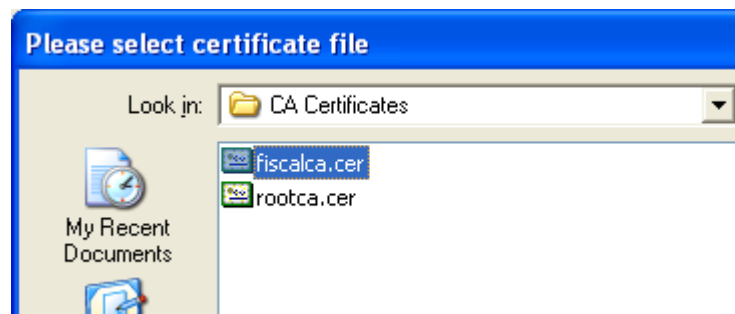 Please select certificate file
Look in: CA Certificates
fiscalca.cer
rootca.cer
My Recent
Documents